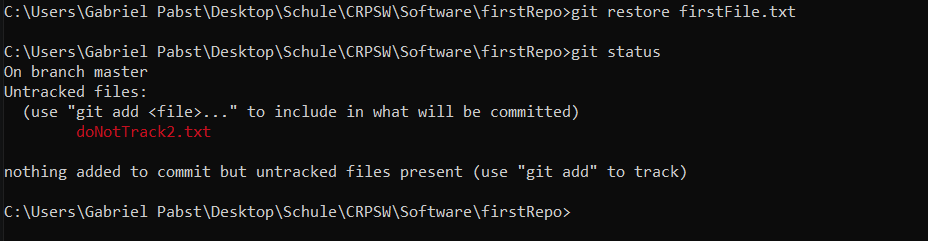 C:\Users\Gabriel Pabst\Desktop\Schule\CRPSW\Software\firstRepo>git restore firstFile.txt
C:\Users\Gabriel Pabst\Desktop\Schule\CRPSW\Software\firstRepo>git status
On branch master
Untracked files:
  (use "git add <file>..." to include in what will be committed)
        doNotTrack2.txt
nothing added to commit but untracked files present (use "git add" to track)
C:\Users\Gabriel Pabst\Desktop\Schule\CRPSW\Software\firstRepo>